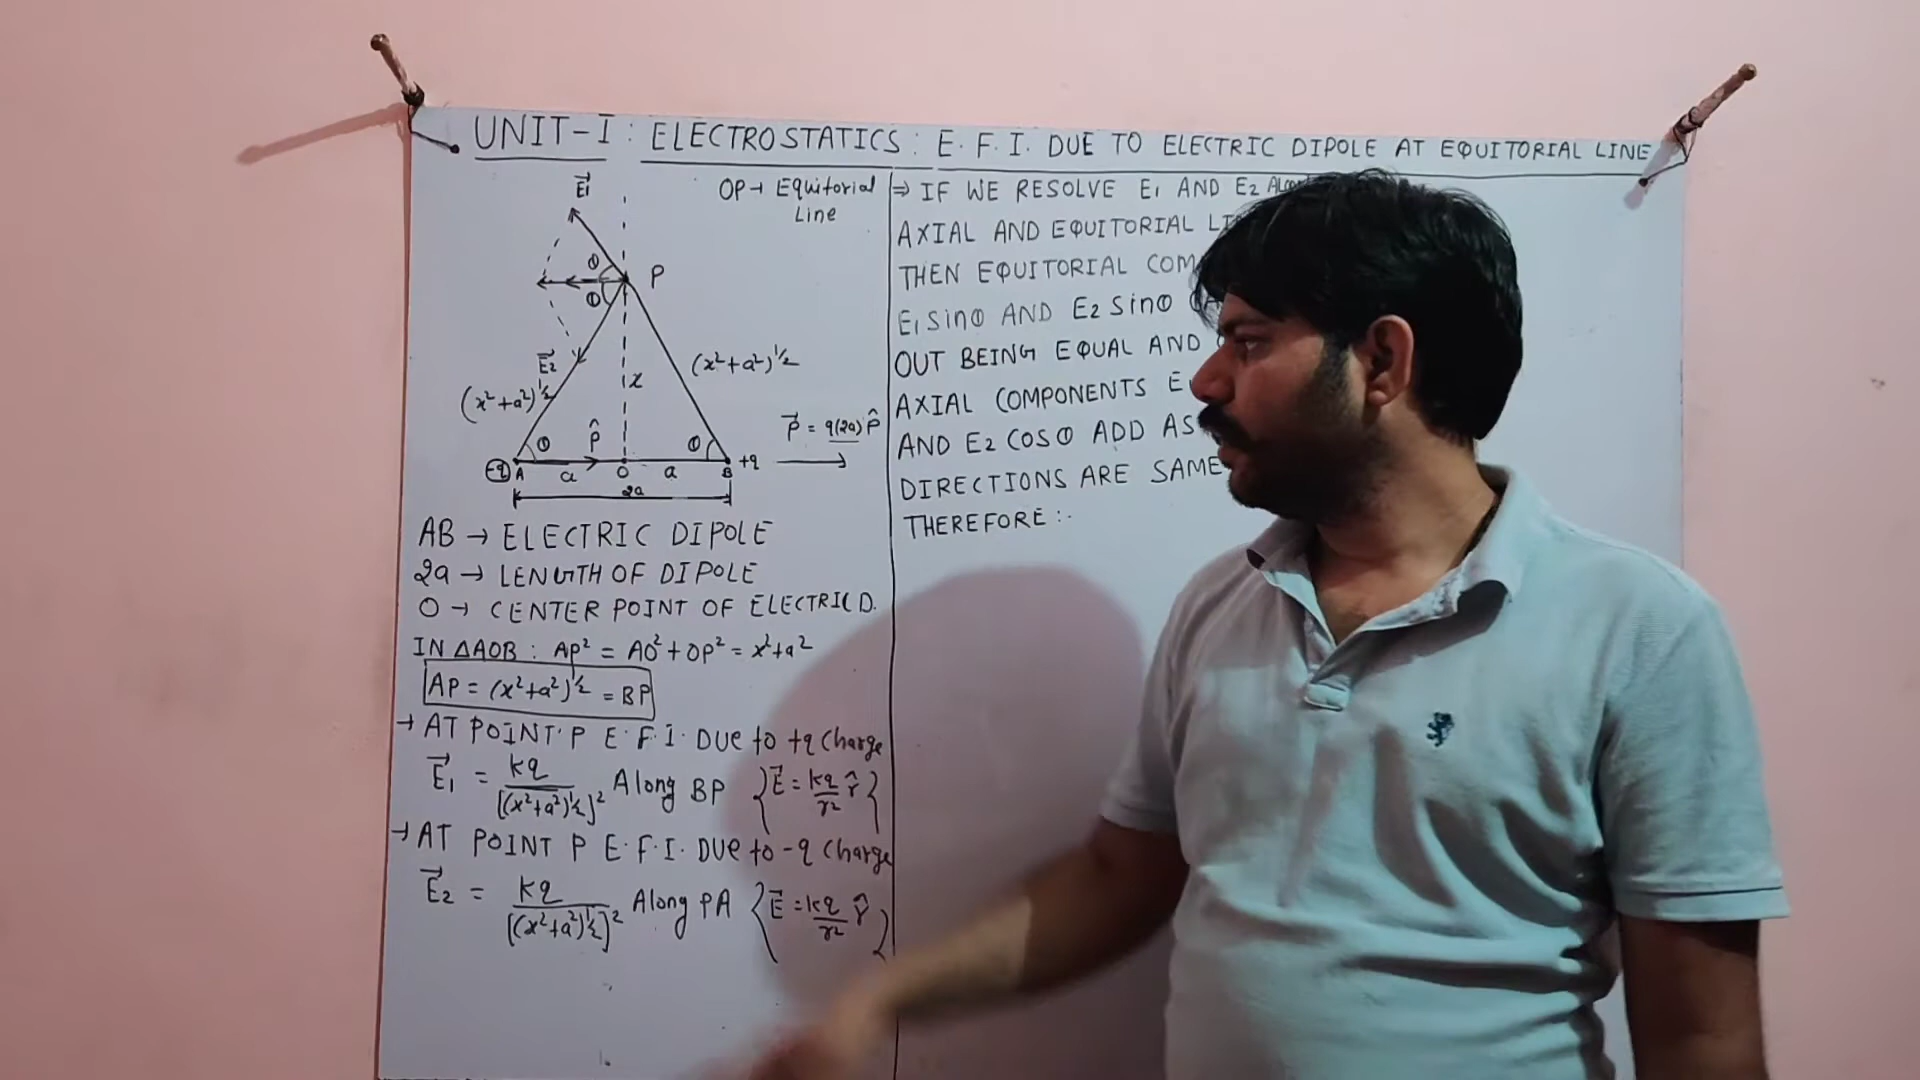 UNIT-I : ELECTROSTATICS : E.F.I. DUE TO ELECTRIC DIPOLE AT EQUITORIAL LINE
OP → Equitorial
Line
E⃗1
θ
P
θ
E⃗2
(x²+a²)^½
x
(x²+a²)^½
θ
p̂
θ
p⃗ = q(2a) p̂
-q A
a
O
a
B +q
2a
AB → ELECTRIC DIPOLE
2a → LENGTH OF DIPOLE
O → CENTER POINT OF ELECTRIC D.
IN ΔAOB : AP² = AO² + OP² = x²+a²
AP = (x²+a²)^½ = BP
→ AT POINT P E.F.I. DUE to +q Charge
E⃗1 = kq/[(x²+a²)^½]² Along BP {E⃗ = kq/r² r̂}
→ AT POINT P E.F.I. DUE to -q Charge
E⃗2 = kq/[(x²+a²)^½]² Along PA {E⃗ = kq/r² r̂}
⇒ IF WE RESOLVE E1 AND E2
AXIAL AND EQUITORIAL
THEN EQUITORIAL
E1 sinθ AND E2 sinθ
OUT BEING EQUAL AND
AXIAL COMPONENTS
AND E2 COSθ ADD AS
DIRECTIONS ARE SAME
THEREFORE :-